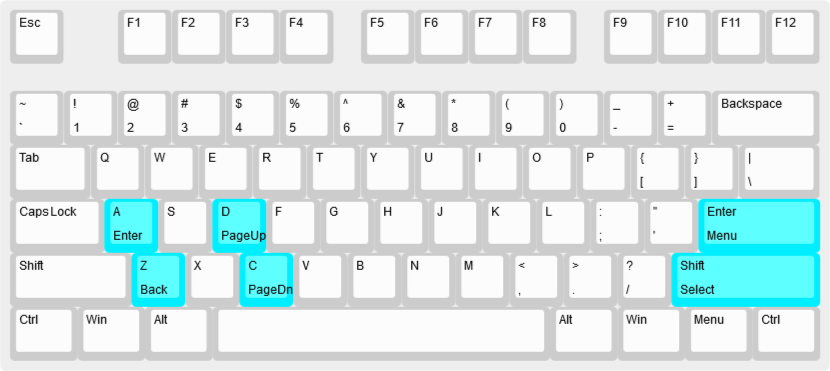 Esc F1 F2 F3 F4 F5 F6 F7 F8 F9 F10 F11 F12
~ ! @ # $ % ^ & * ( ) _ + Backspace
` 1 2 3 4 5 6 7 8 9 0 - =
Tab Q W E R T Y U I O P { } |
[ ] \
CapsLock A S D F G H J K L : " Enter
Enter PageUp ; ' Menu
Shift Z X C V B N M < > ? Shift
Back PageDn , . / Select
Ctrl Win Alt Alt Win Menu Ctrl